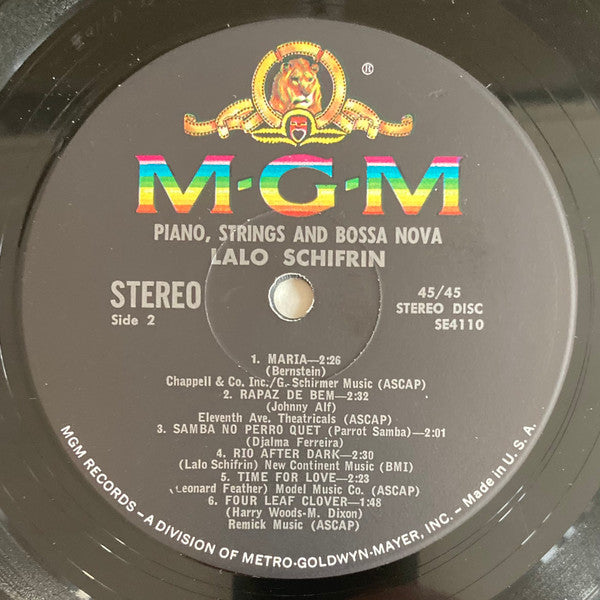 ®
M·G·M
PIANO, STRINGS AND BOSSA NOVA
LALO SCHIFRIN
STEREO
Side 2
45/45
STEREO DISC
SE4110
1. MARIA—2:26
(Bernstein)
Chappell & Co. Inc./G. Schirmer Music (ASCAP)
2. RAPAZ DE BEM—2:32
(Johnny Alf)
Eleventh Ave. Theatricals (ASCAP)
3. SAMBA NO PERRO QUET (Parrot Samba)—2:01
(Djalma Ferreira)
4. RIO AFTER DARK—2:30
(Lalo Schifrin) New Continent Music (BMI)
5. TIME FOR LOVE—2:23
(Leonard Feather) Model Music Co. (ASCAP)
6. FOUR LEAF CLOVER—1:48
(Harry Woods-M. Dixon)
Remick Music (ASCAP)
MGM RECORDS – A DIVISION OF METRO-GOLDWYN-MAYER, INC. – Made in U. S. A.